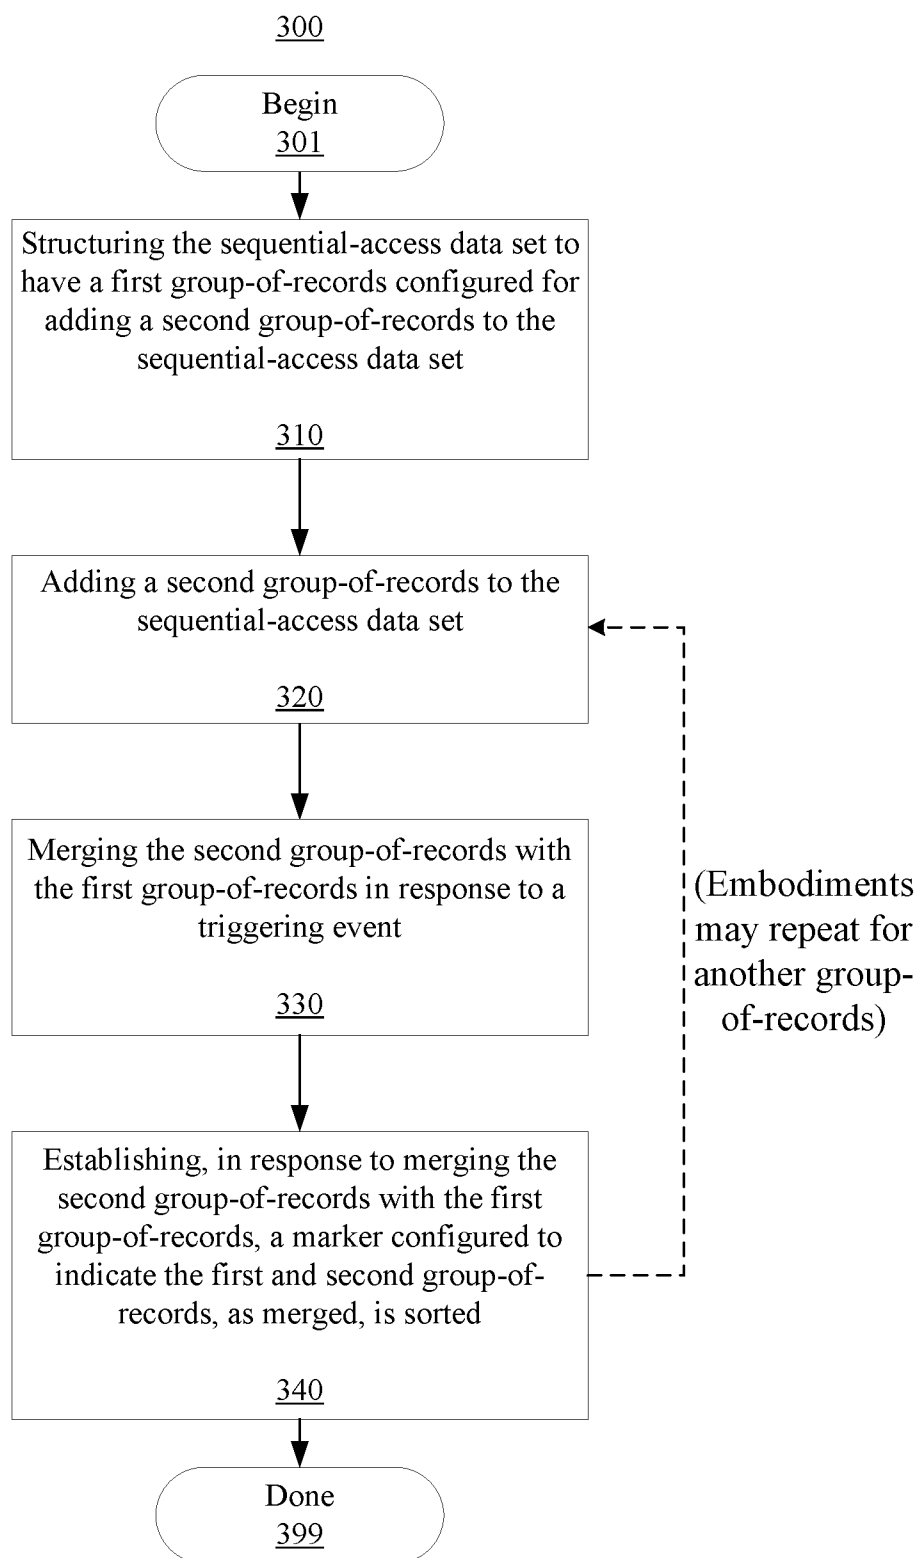 300
Begin
301
Structuring the sequential-access data set to
have a first group-of-records configured for
adding a second group-of-records to the
sequential-access data set
310
Adding a second group-of-records to the
sequential-access data set
320
Merging the second group-of-records with
the first group-of-records in response to a
triggering event
330
(Embodiments
may repeat for
another group-
of-records)
Establishing, in response to merging the
second group-of-records with the first
group-of-records, a marker configured to
indicate the first and second group-of-
records, as merged, is sorted
340
Done
399